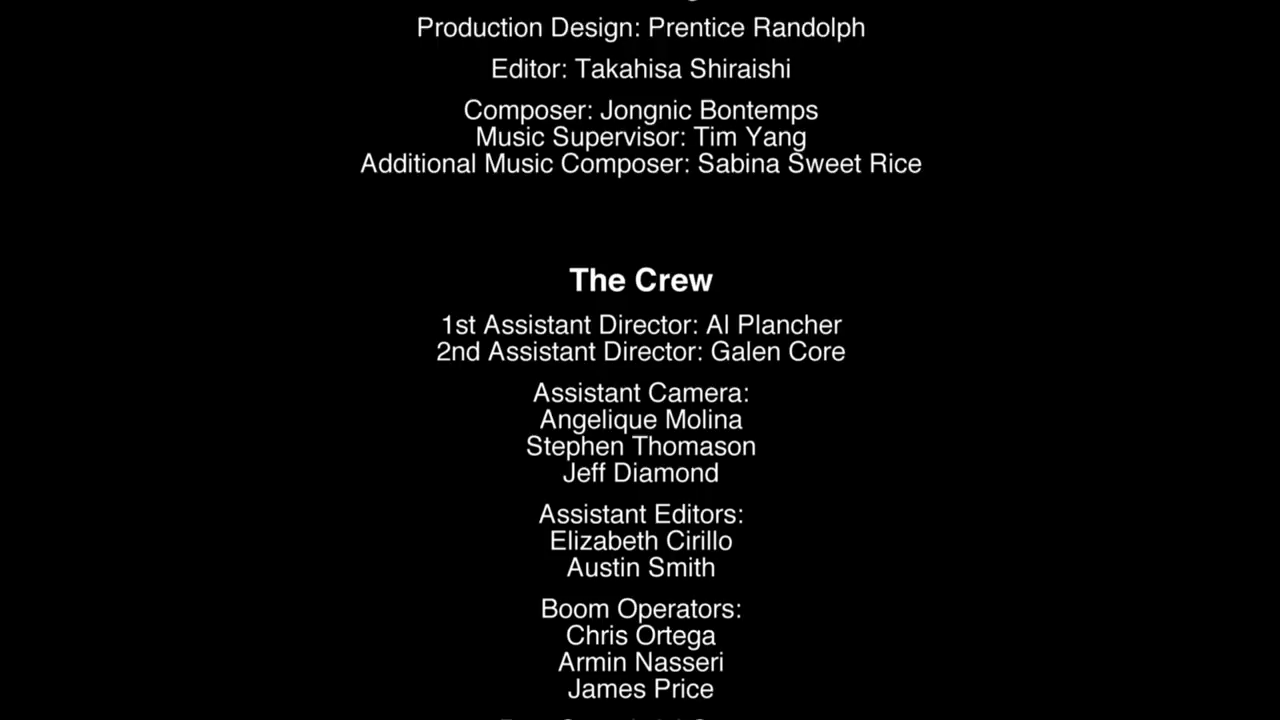 Production Design: Prentice Randolph
Editor: Takahisa Shiraishi
Composer: Jongnic Bontemps
Music Supervisor: Tim Yang
Additional Music Composer: Sabina Sweet Rice
The Crew
1st Assistant Director: Al Plancher
2nd Assistant Director: Galen Core
Assistant Camera:
Angelique Molina
Stephen Thomason
Jeff Diamond
Assistant Editors:
Elizabeth Cirillo
Austin Smith
Boom Operators:
Chris Ortega
Armin Nasseri
James Price